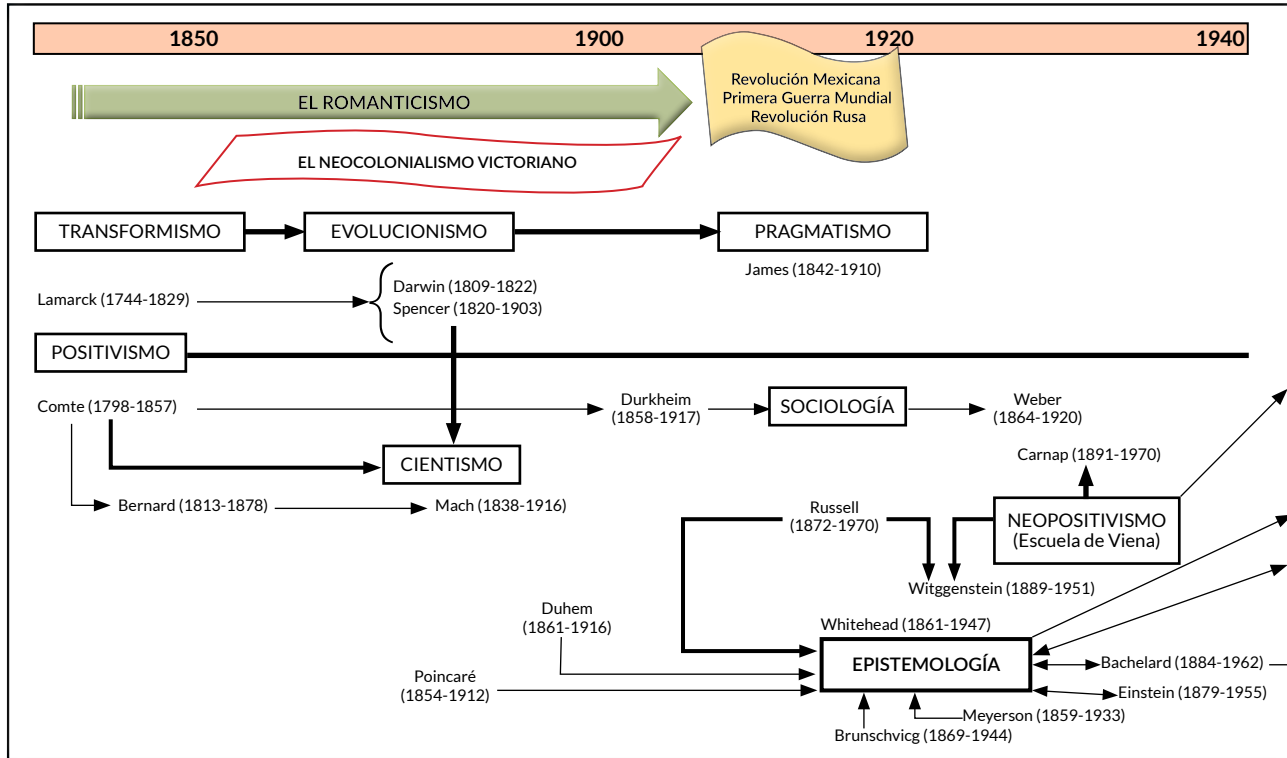 1850 1900 1920 1940
Revolución Mexicana
Primera Guerra Mundial
Revolución Rusa
EL ROMANTICISMO
EL NEOCOLONIALISMO VICTORIANO
TRANSFORMISMO EVOLUCIONISMO PRAGMATISMO
James (1842-1910)
Lamarck (1744-1829)
Darwin (1809-1822)
Spencer (1820-1903)
POSITIVISMO
Comte (1798-1857)
Durkheim
(1858-1917)
SOCIOLOGÍA
Weber
(1864-1920)
CIENTISMO
Carnap (1891-1970)
Bernard (1813-1878)
Mach (1838-1916)
Russell
(1872-1970)
NEOPOSITIVISMO
(Escuela de Viena)
Witggenstein (1889-1951)
Duhem
(1861-1916)
Whitehead (1861-1947)
EPISTEMOLOGÍA
Bachelard (1884-1962)
Poincaré
(1854-1912)
Einstein (1879-1955)
Meyerson (1859-1933)
Brunschvicg (1869-1944)